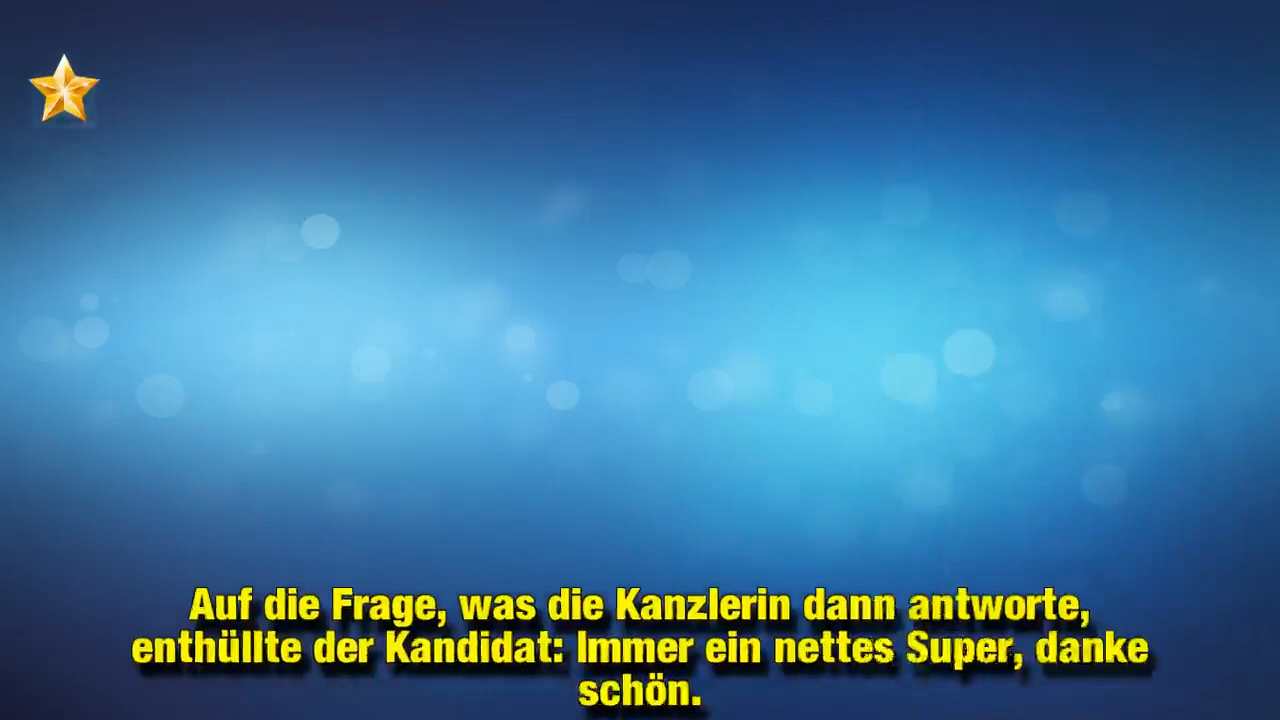 Auf die Frage, was die Kanzlerin dann antworte,
enthüllte der Kandidat: Immer ein nettes Super, danke
schön.